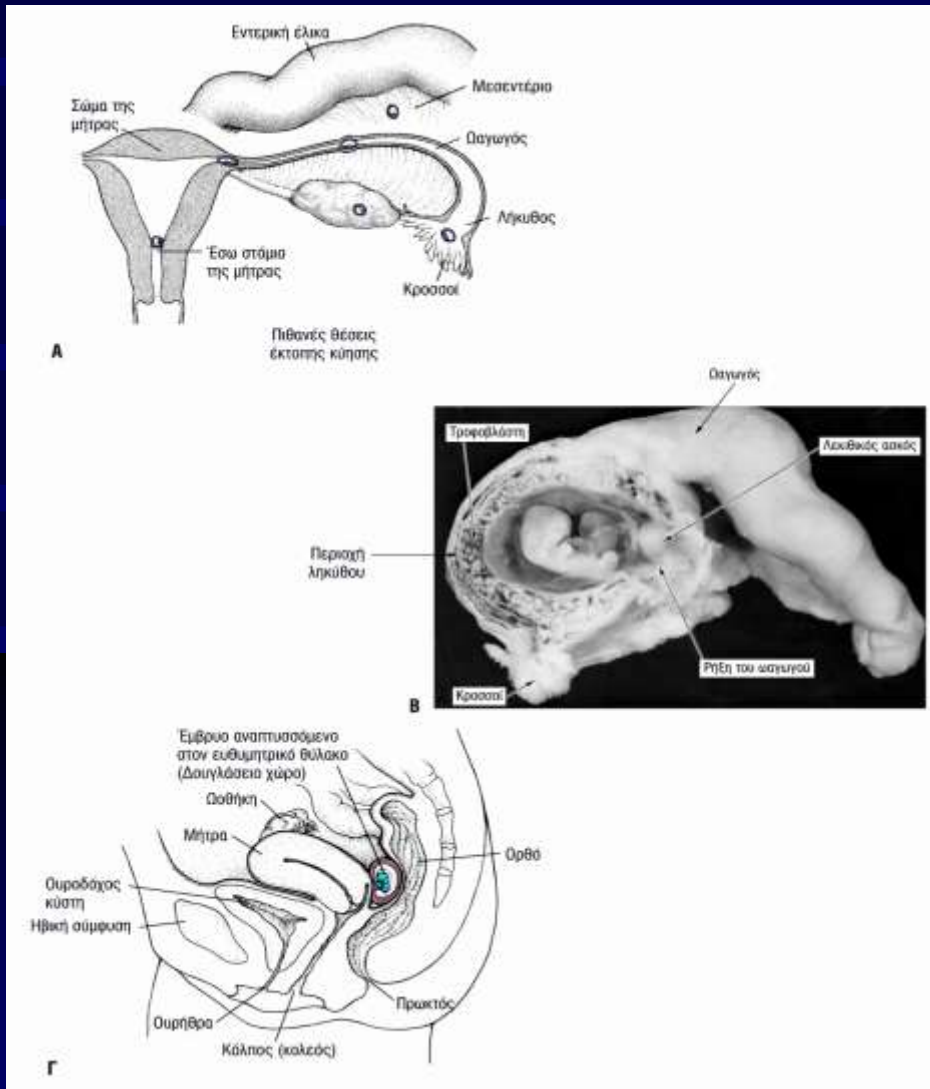 Εντερική έλικα
Μεσεντέριο
Σώμα της
μήτρας
Ωαγωγός
Λήκυθος
Έσω στόμιο
της μήτρας
Κροσσοί
Πιθανές θέσεις
έκτοπής κύησης
Α
Ωαγωγός
Τροφοβλάστη
Λεκιθικός ασκός
Περιοχή
ληκύθου
Ρήξη του ωαγωγού
Κροσσοί
Β
Έμβρυο αναπτυσσόμενο
στον ευθυμητρικό θύλακο
(Δουγλάσειο χώρο)
Ωοθήκη
Μήτρα
Ορθό
Ουροδόχος
κύστη
Ηβική σύμφυση
Πρωκτός
Ουρήθρα
Κόλπος (κολεός)
Γ